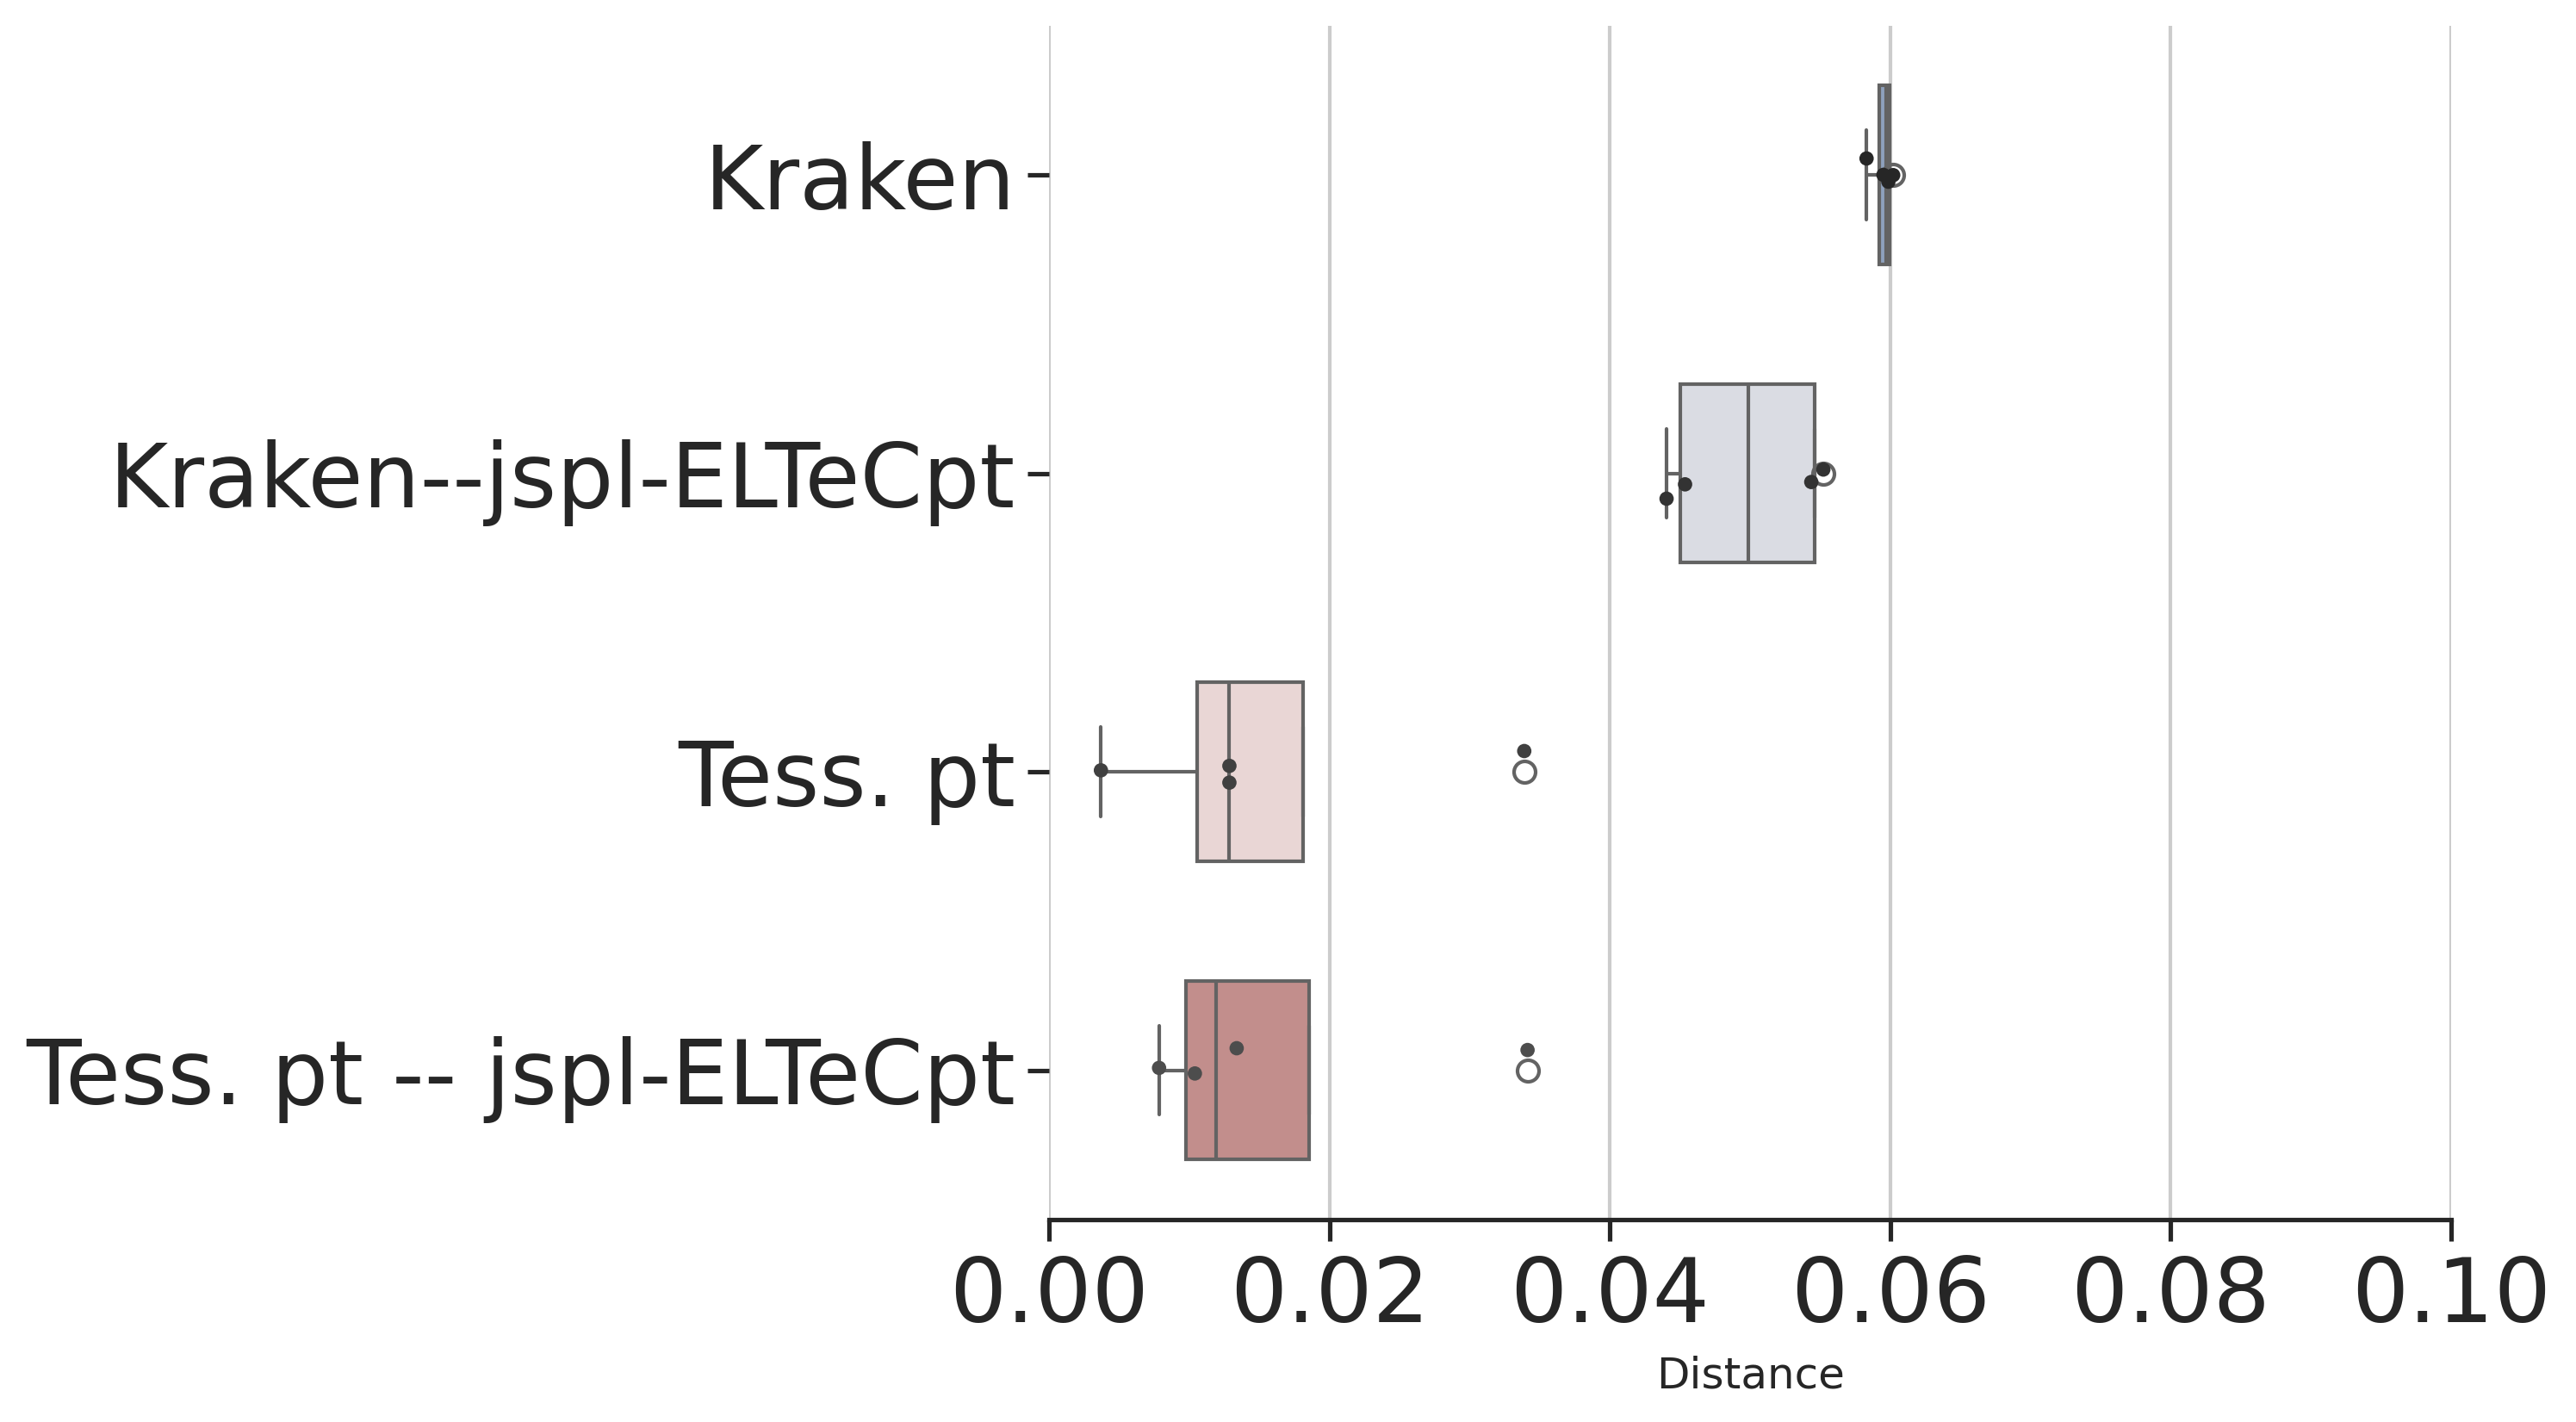 Kraken
Kraken--jspl-ELTeCpt
Tess. pt
Tess. pt -- jspl-ELTeCpt
0.00 0.02 0.04 0.06 0.08 0.10
Distance